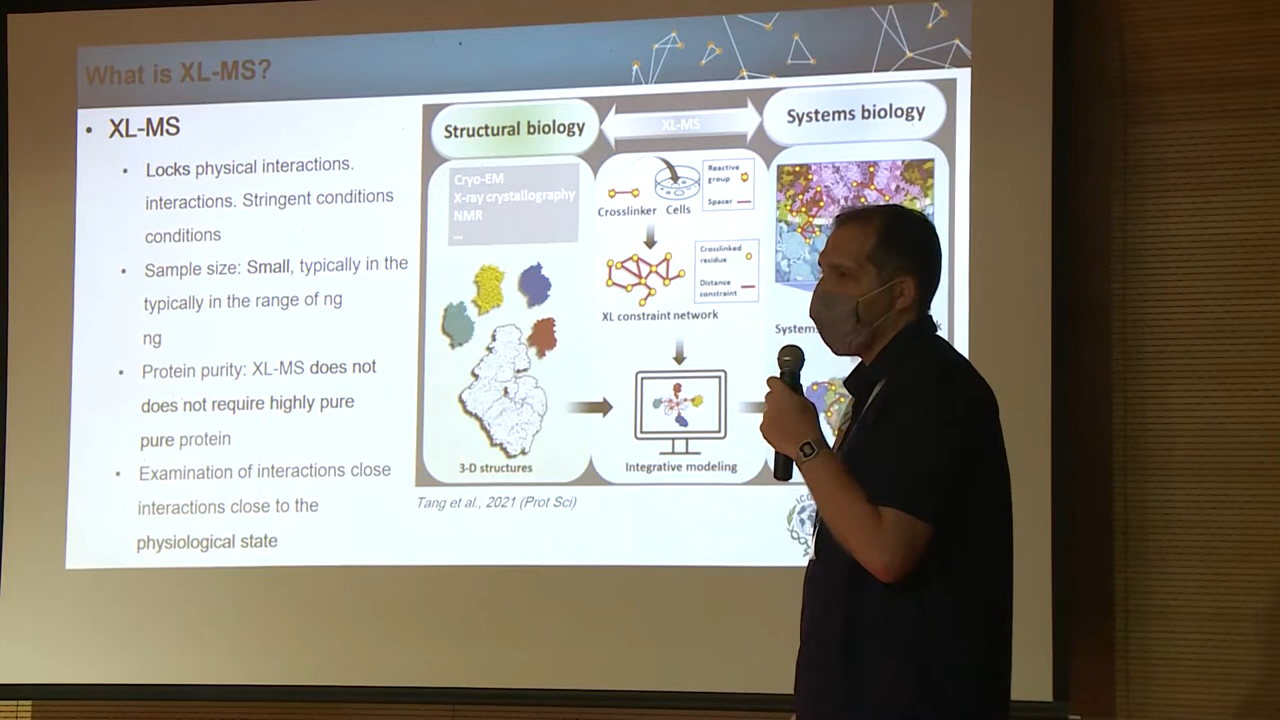 What is XL-MS?
• XL-MS
• Locks physical interactions.
interactions. Stringent conditions
conditions
• Sample size: Small, typically in the
typically in the range of ng
ng
• Protein purity: XL-MS does not
does not require highly pure
pure protein
• Examination of interactions close
interactions close to the
physiological state
Structural biology
XL-MS
Systems biology
Cryo-EM
X-ray crystallography
NMR
...
3-D structures
Crosslinker Cells
Reactive
group
Spacer
Crosslinked
residue
Distance
constraint
XL constraint network
Integrative modeling
System
Tang et al., 2021 (Prot Sci)